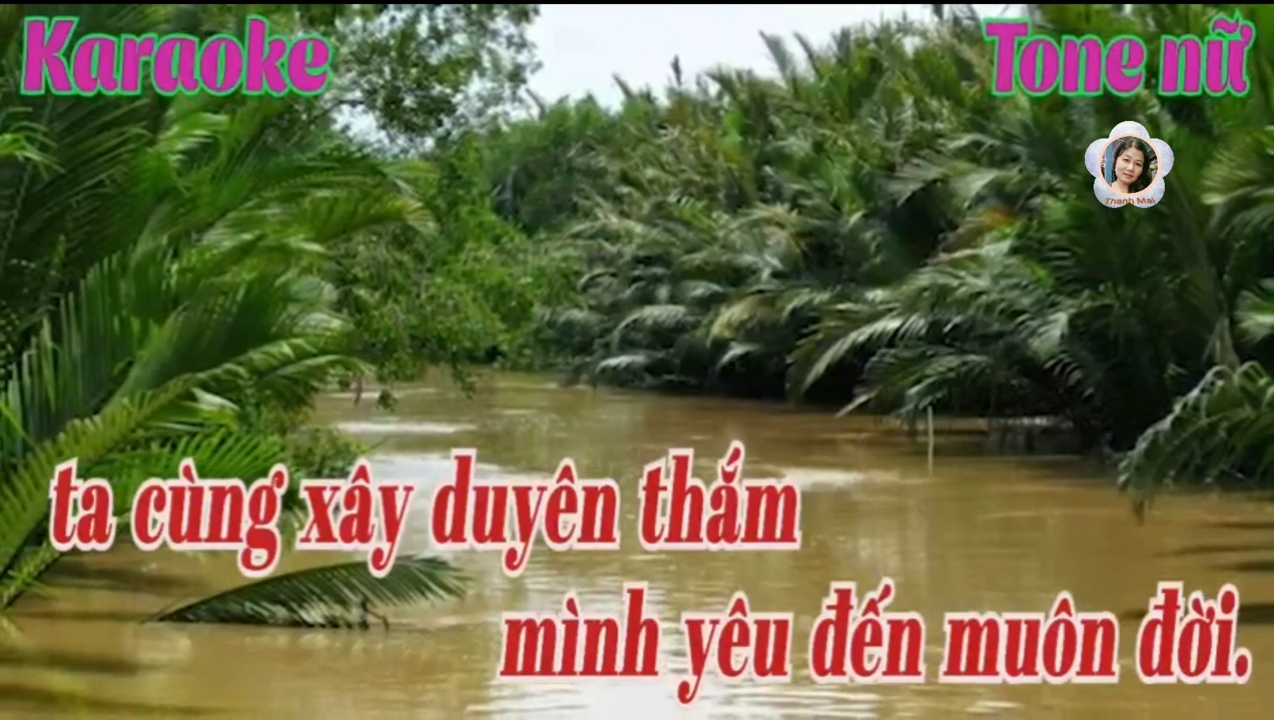 Karaoke
Tone nữ
Thanh Mai
ta cùng xây duyên thắm
mình yêu đến muôn đời.